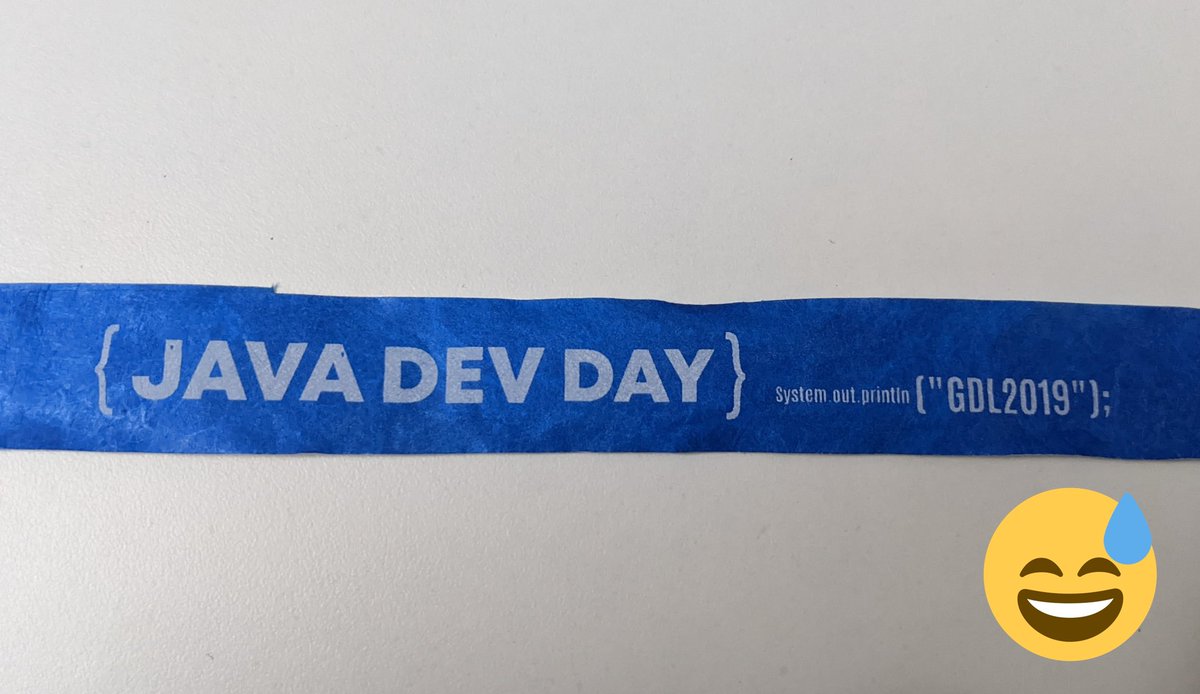 { JAVA DEV DAY } System out.println ("GDL2019");